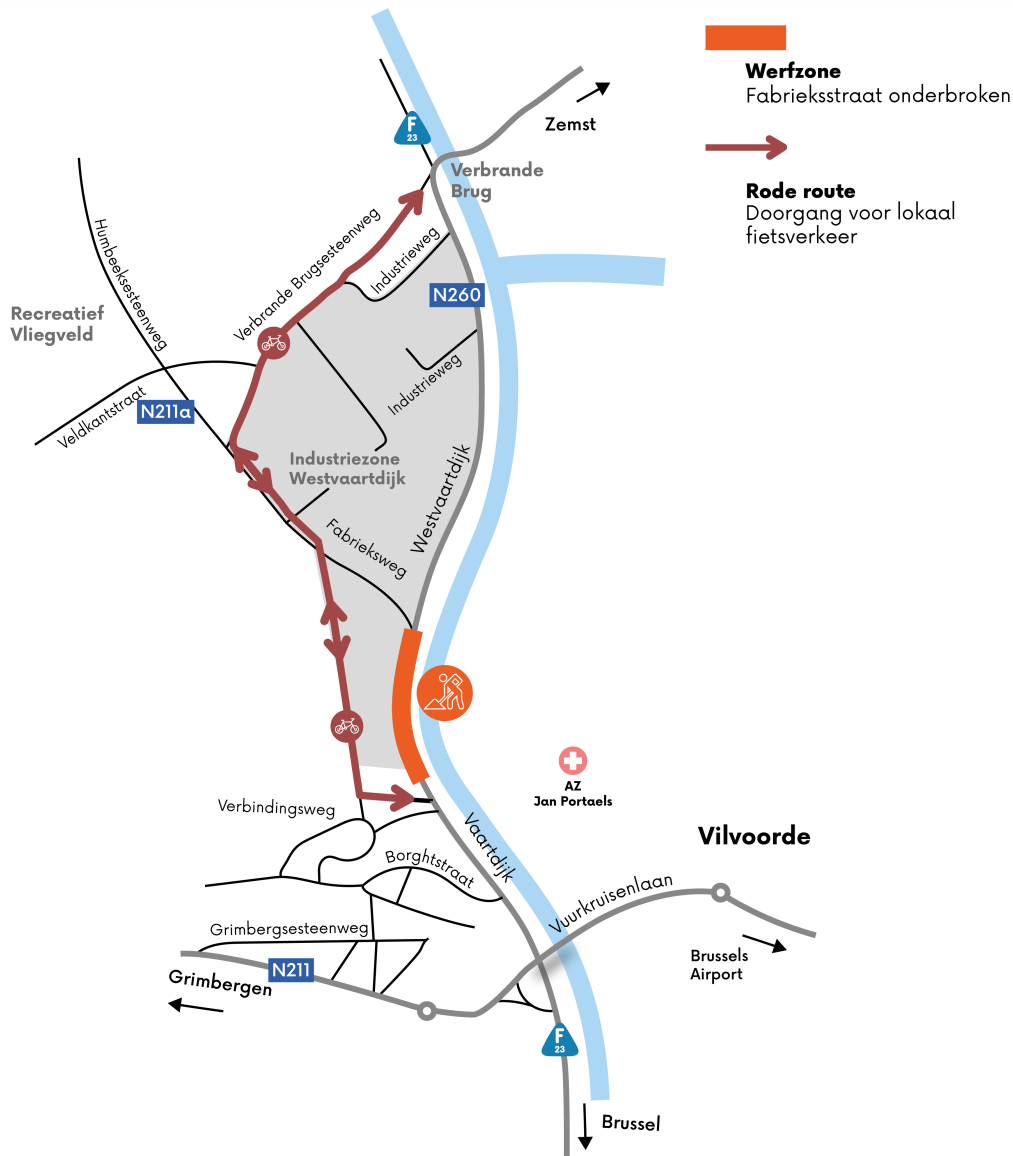 Werfzone
Fabrieksstraat onderbroken
Rode route
Doorgang voor lokaal
fietsverkeer
F
23
Zemst
Verbrande
Brug
Humbeeksesteenweg
Verbrande Brugsesteenweg
Industrieweg
N260
Recreatief
Vliegveld
Industrieweg
Veldkantstraat
N211a
Industriezone
Westvaartdijk
Westvaartdijk
Fabrieksweg
AZ
Jan Portaels
Verbindingsweg
Vaartdijk
Vilvoorde
Borghtstraat
Vuurkruisenlaan
Grimbergsesteenweg
Brussels
Airport
N211
Grimbergen
F
23
Brussel